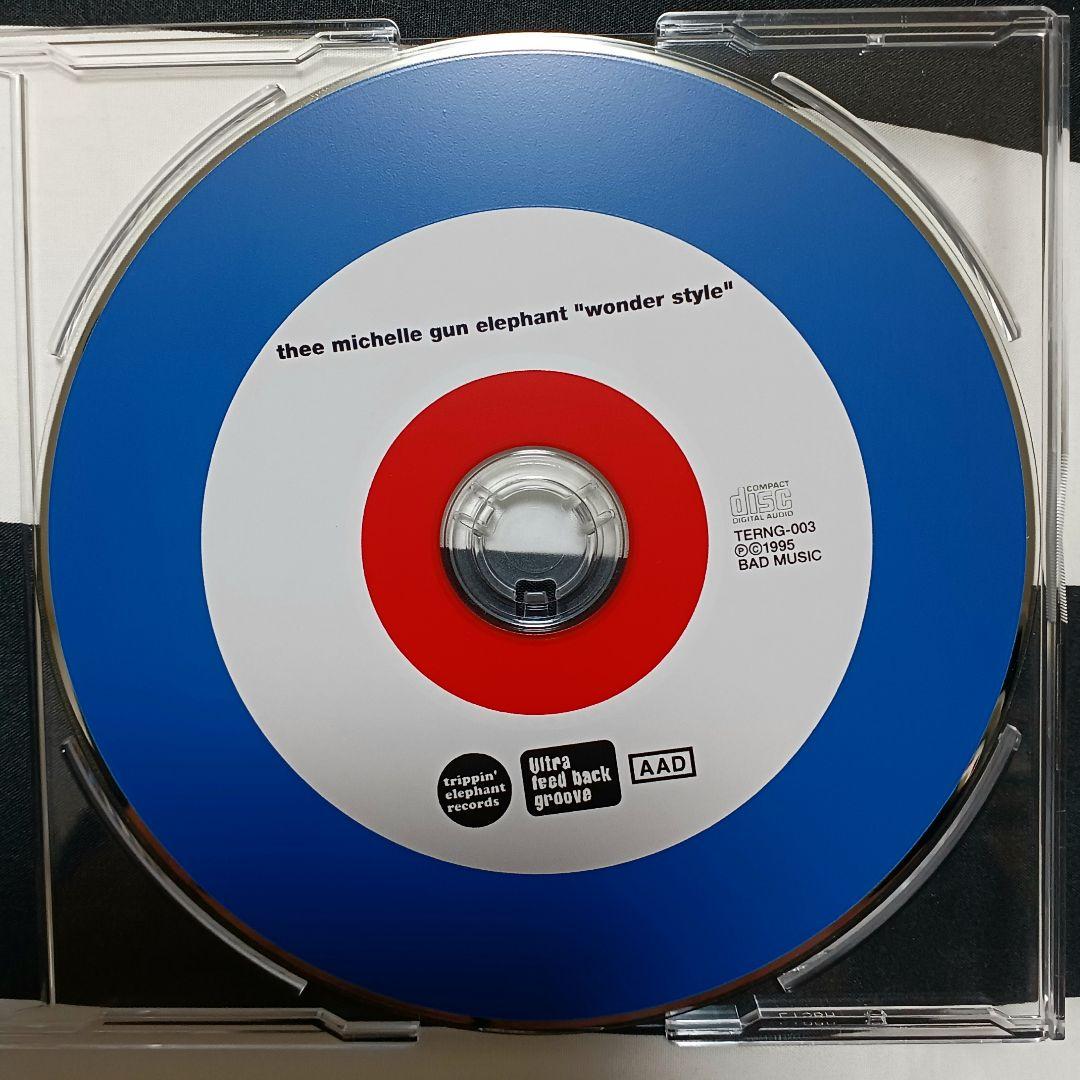 thee michelle gun elephant "wonder style"
COMPACT
disc
DIGITAL AUDIO
TERNG-003
ⓅⒸ1995
BAD MUSIC
trippin'
elephant
records
Ultra
feed back
groove
AAD